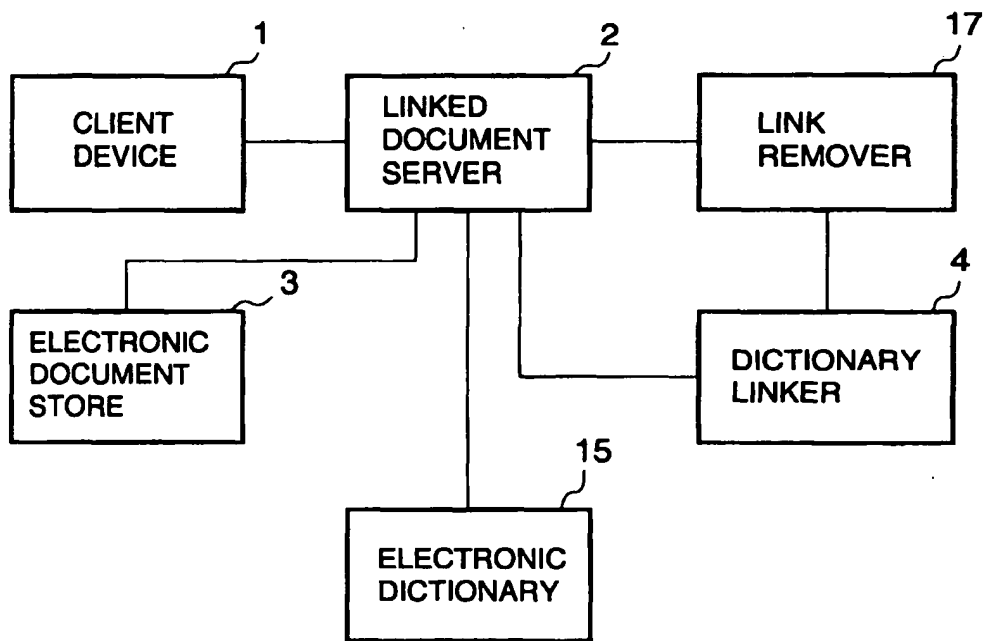 1
CLIENT
DEVICE
2
LINKED
DOCUMENT
SERVER
17
LINK
REMOVER
3
ELECTRONIC
DOCUMENT
STORE
4
DICTIONARY
LINKER
15
ELECTRONIC
DICTIONARY